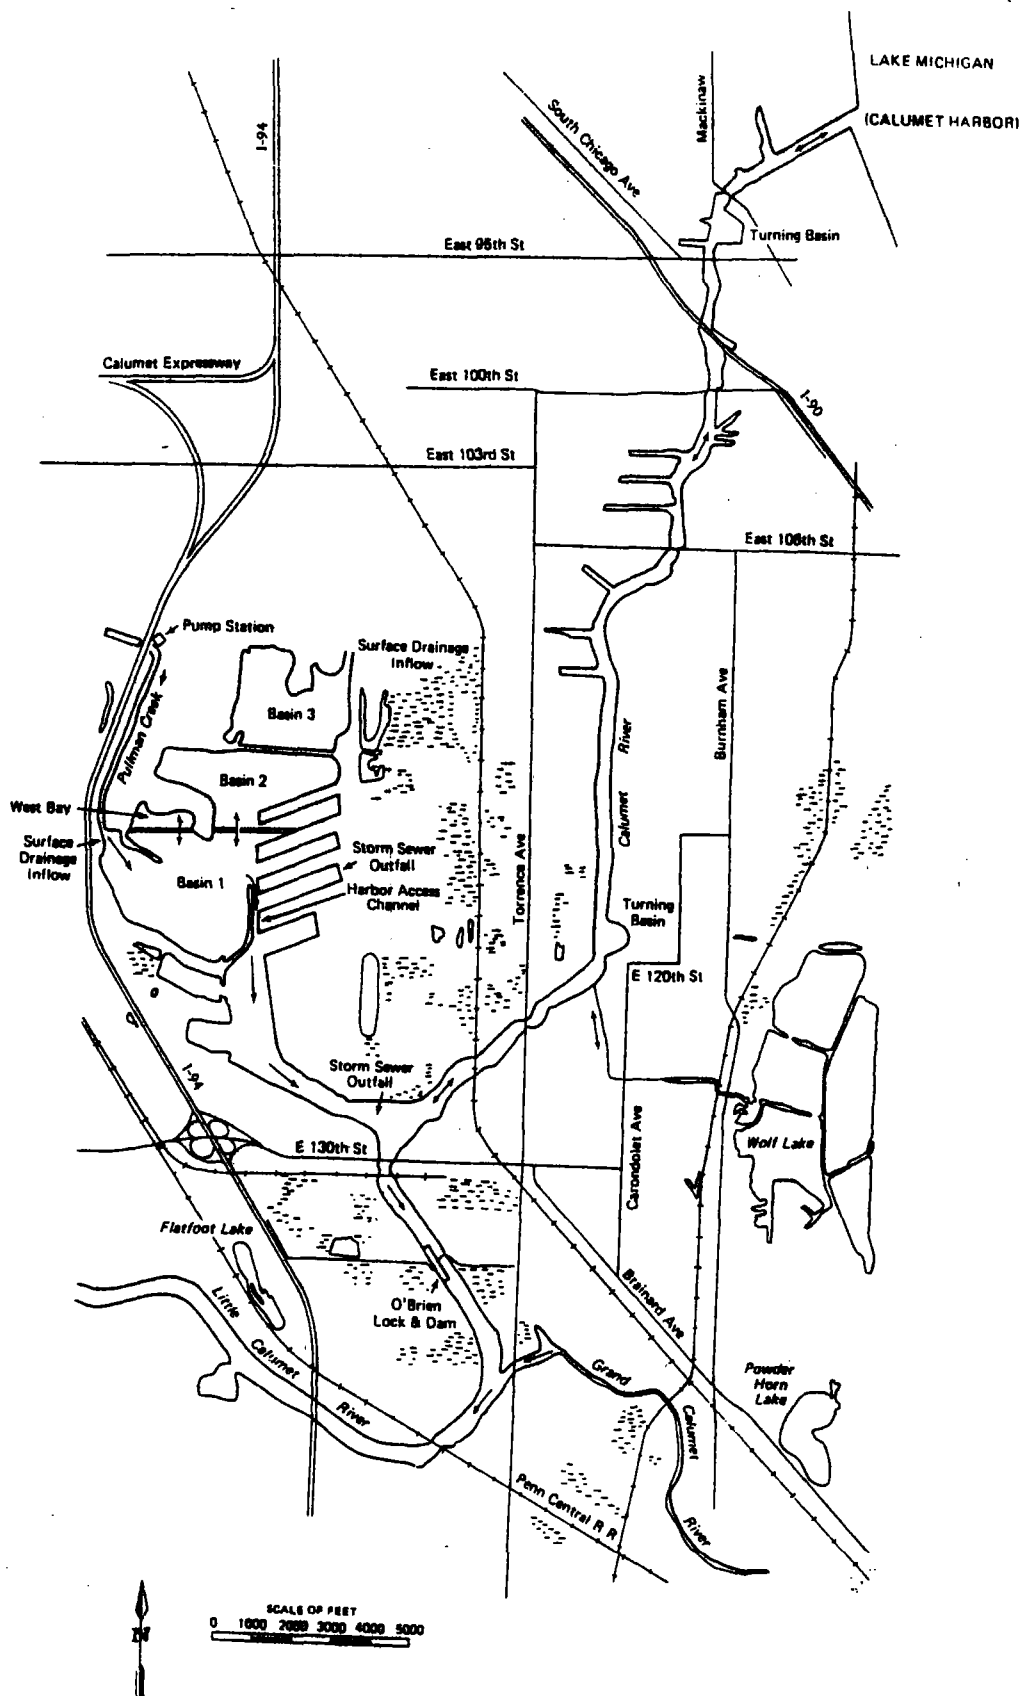 LAKE MICHIGAN
(CALUMET HARBOR)
Mackinaw
South Chicago Ave
I-94
Turning Basin
East 95th St
Calumet Expressway
East 100th St
I-90
East 103rd St
East 106th St
Pump Station
Surface Drainage
Inflow
Pullman Creek
Basin 3
Burnham Ave
Calumet River
Basin 2
West Bay
Surface
Drainage
Inflow
Storm Sewer
Outfall
Torrence Ave
Basin 1
Harbor Access
Channel
Turning
Basin
E 120th St
Storm Sewer
Outfall
I-94
E 130th St
Wolf Lake
Carondolet Ave
Flatfoot Lake
O'Brien
Lock & Dam
Brainard Ave
Little Calumet River
Grand Calumet River
Powder
Horn
Lake
Penn Central R R
N
SCALE OF FEET
0 1000 2000 3000 4000 5000